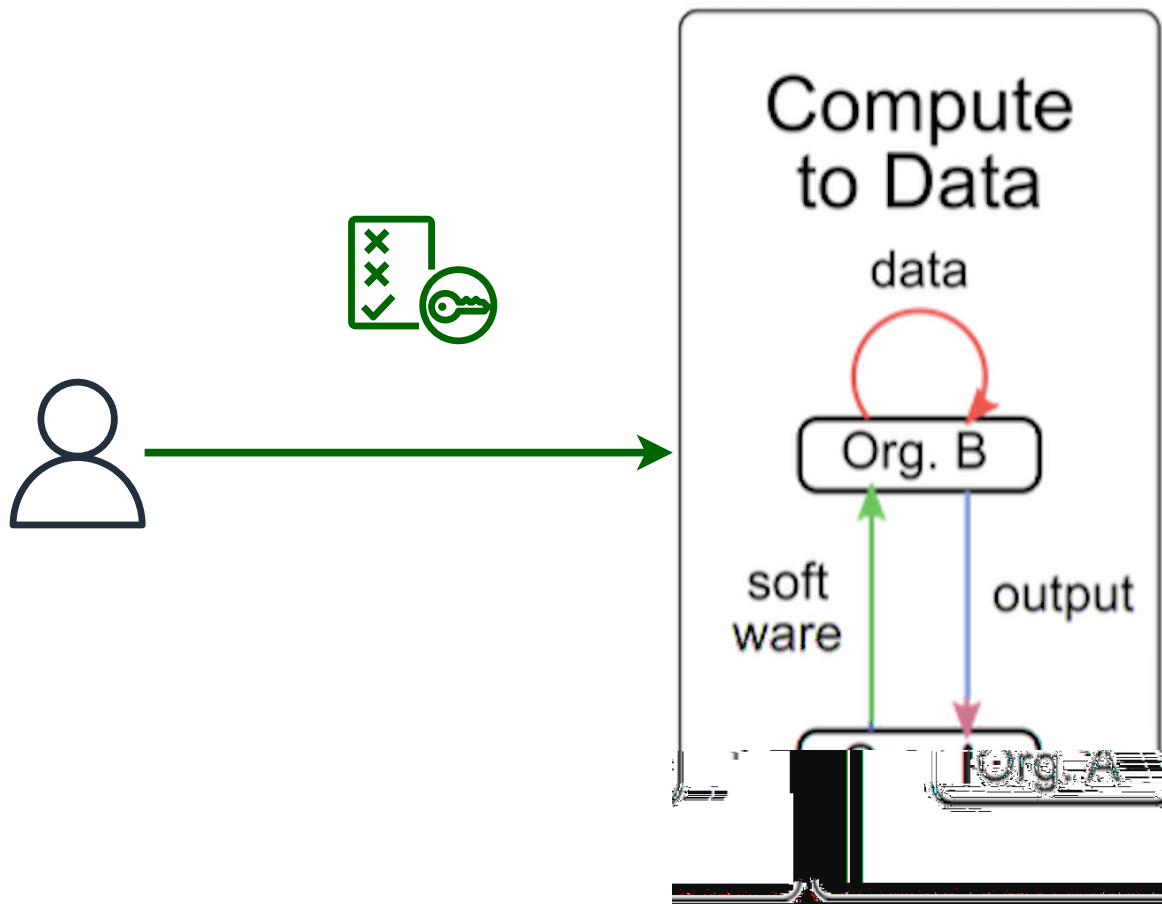 Compute
to Data
data
Org. B
soft
ware
output
Org. A